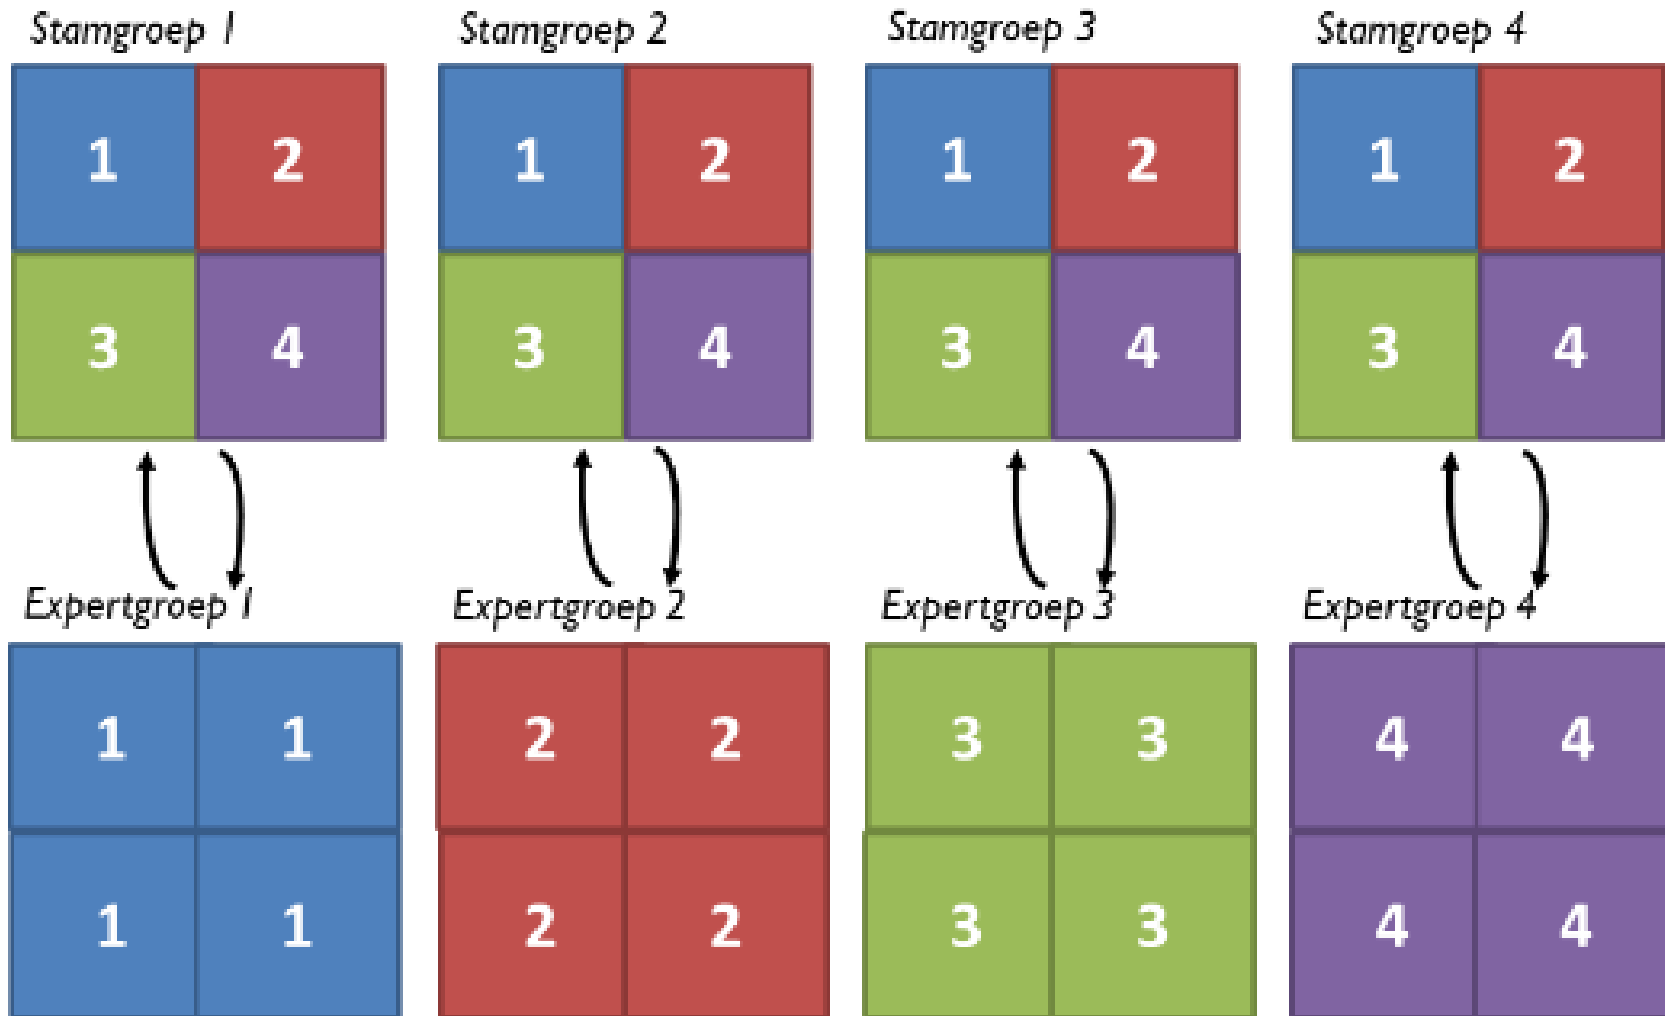 Stamgroep 1 Stamgroep 2 Stamgroep 3 Stamgroep 4
1 2 1 2 1 2 1 2
3 4 3 4 3 4 3 4
Expertgroep 1 Expertgroep 2 Expertgroep 3 Expertgroep 4
1 1 2 2 3 3 4 4
1 1 2 2 3 3 4 4